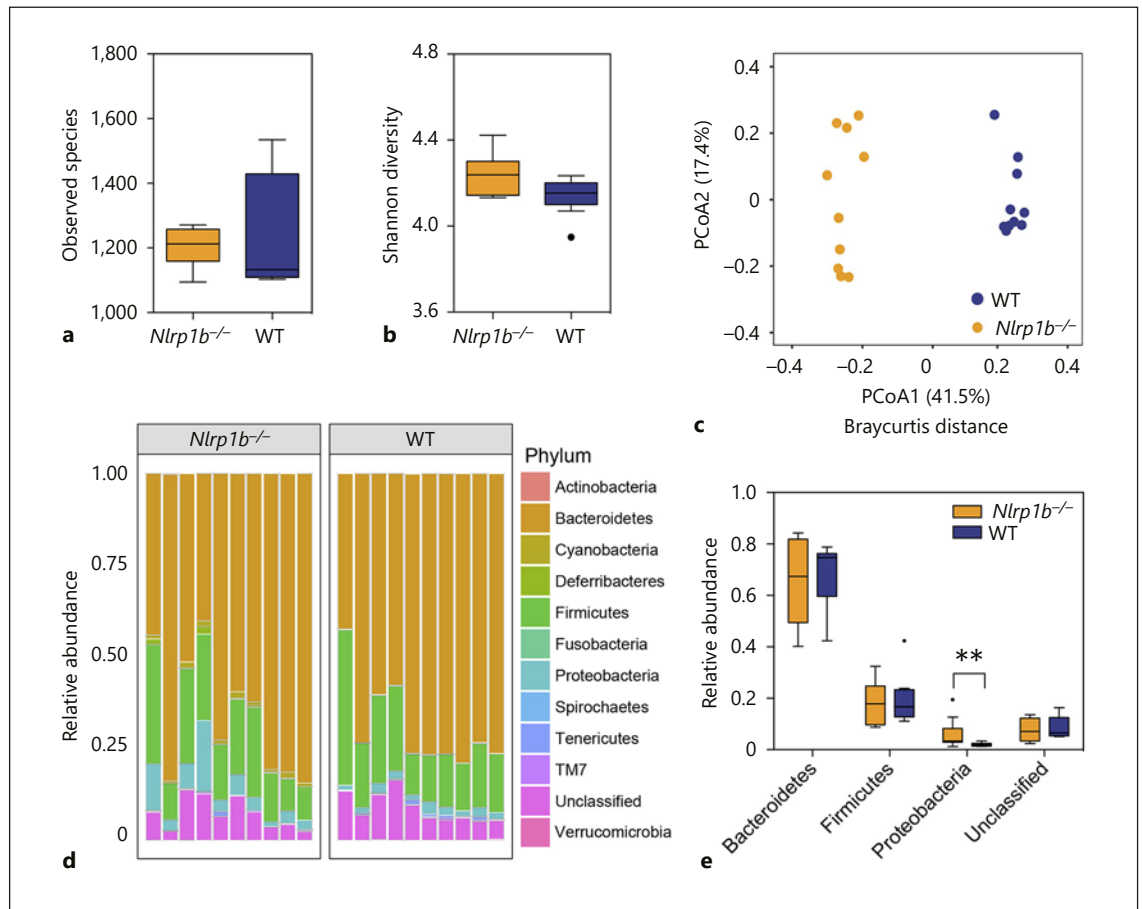 1,800
1,600
1,400
1,200
1,000
Observed species
Nlrp1b–/–
WT
a
4.8
4.4
4.0
3.6
Shannon diversity
Nlrp1b–/–
WT
b
0.4
0.2
0
–0.2
–0.4
PCoA2 (17.4%)
WT
Nlrp1b–/–
–0.4
–0.2
0
0.2
0.4
PCoA1 (41.5%)
Braycurtis distance
c
Nlrp1b–/–
WT
1.00
0.75
0.50
0.25
0
Relative abundance
d
Phylum
Actinobacteria
Bacteroidetes
Cyanobacteria
Deferribacteres
Firmicutes
Fusobacteria
Proteobacteria
Spirochaetes
Tenericutes
TM7
Unclassified
Verrucomicrobia
1.0
0.8
0.6
0.4
0.2
0
Relative abundance
Nlrp1b–/–
WT
**
Bacteroidetes
Firmicutes
Proteobacteria
Unclassified
e